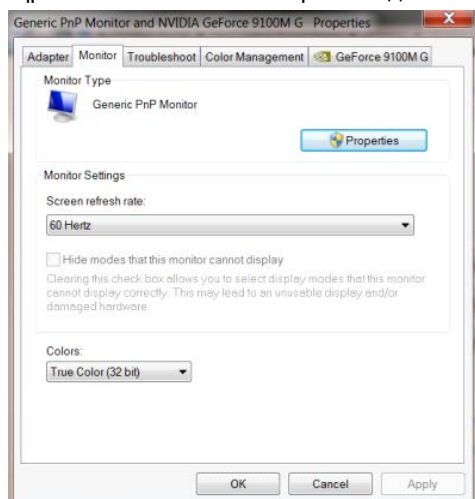 Generic PnP Monitor and NVIDIA GeForce 9100M G Properties
Adapter Monitor Troubleshoot Color Management GeForce 9100M G
Monitor Type
Generic PnP Monitor
Properties
Monitor Settings
Screen refresh rate:
60 Hertz
Hide modes that this monitor cannot display
Clearing this check box allows you to select display modes that this monitor
cannot display correctly. This may lead to an unusable display and/or
damaged hardware.
Colors:
True Color (32 bit)
OK Cancel Apply